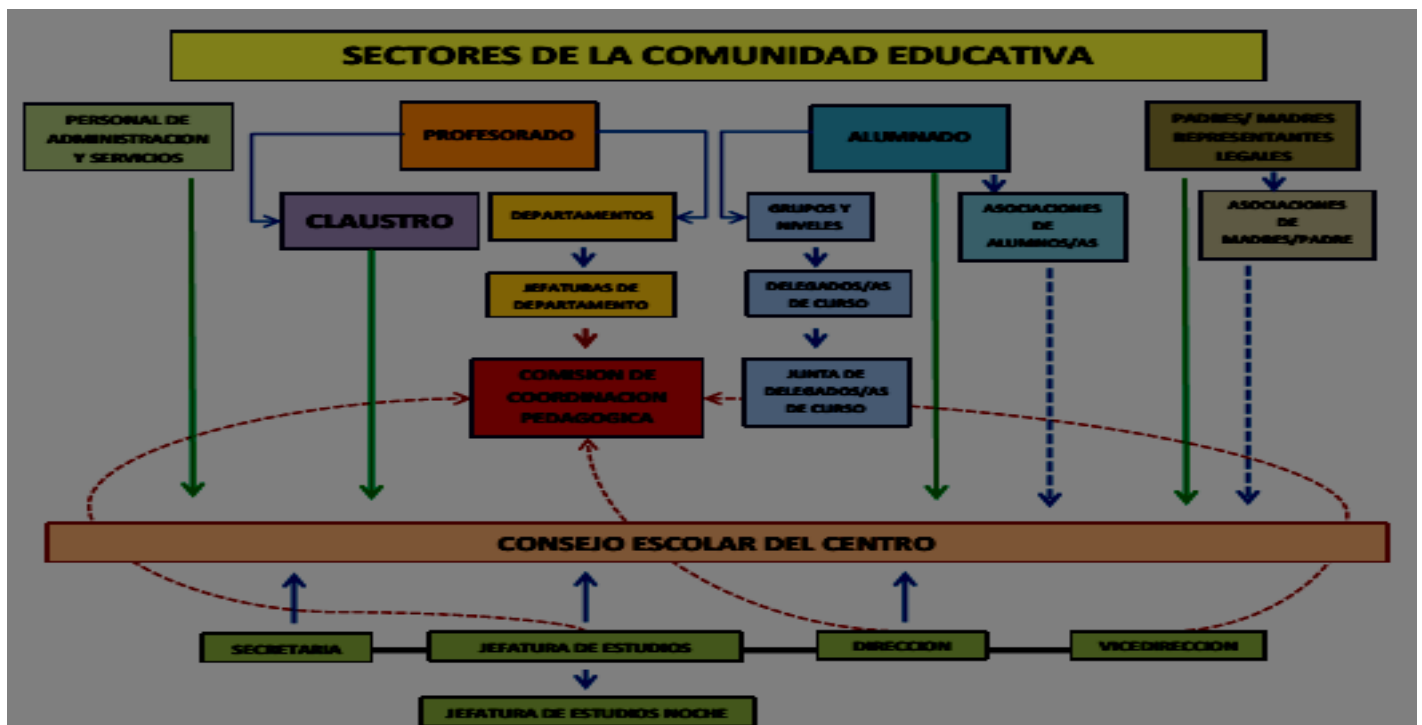 SECTORES DE LA COMUNIDAD EDUCATIVA
PERSONAL DE
ADMINISTRACION
Y SERVICIOS
PROFESORADO
ALUMNADO
PADRES/ MADRES
REPRESENTANTES
LEGALES
CLAUSTRO
DEPARTAMENTOS
GRUPOS Y
NIVELES
ASOCIACIONES
DE
ALUMNOS/AS
ASOCIACIONES
DE
MADRES/PADRE
JEFATURAS DE
DEPARTAMENTO
DELEGADOS/AS
DE CURSO
COMISION DE
COORDINACION
PEDAGOGICA
JUNTA DE
DELEGADOS/AS
DE CURSO
CONSEJO ESCOLAR DEL CENTRO
SECRETARIA
JEFATURA DE ESTUDIOS
DIRECCION
VICEDIRECCION
JEFATURA DE ESTUDIOS NOCHE